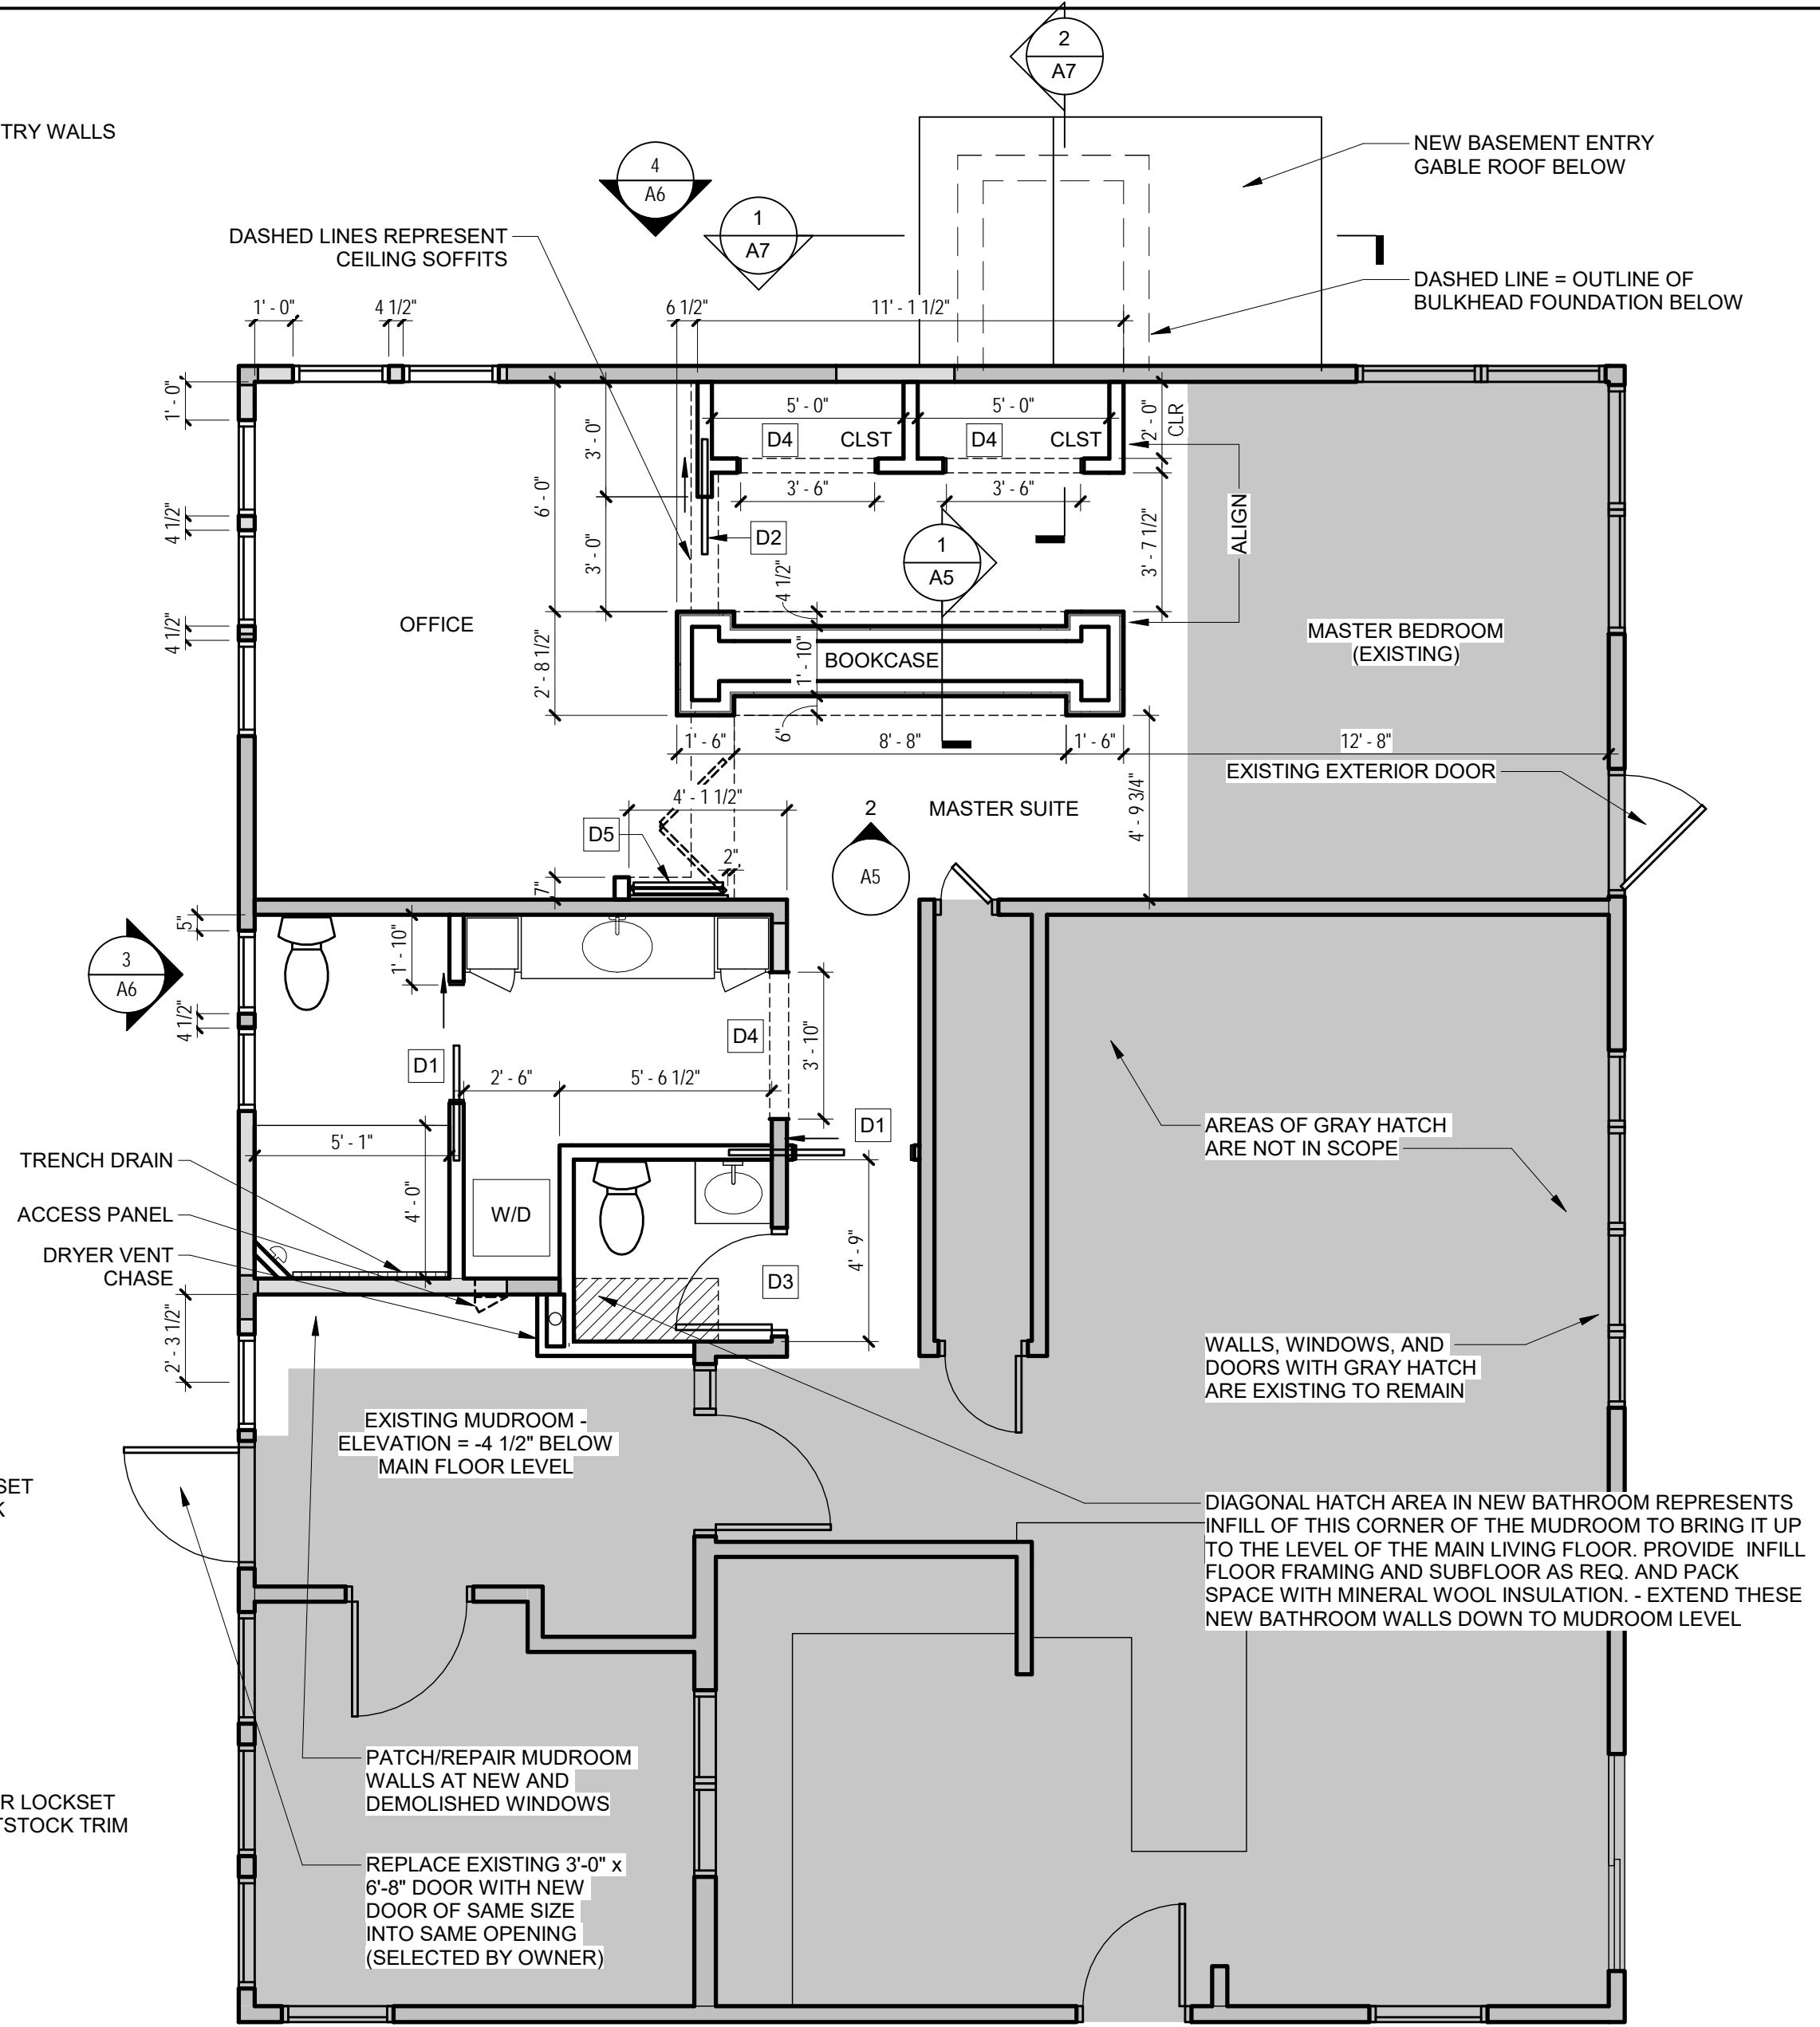 2
A7
TRY WALLS
NEW BASEMENT ENTRY
GABLE ROOF BELOW
4
A6
1
A7
DASHED LINES REPRESENT
CEILING SOFFITS
DASHED LINE = OUTLINE OF
BULKHEAD FOUNDATION BELOW
1' - 0"
4 1/2"
6 1/2"
11' - 1 1/2"
1' - 0"
5' - 0"
5' - 0"
2' - 0"
CLR
D4
CLST
D4
CLST
3' - 0"
6' - 0"
3' - 6"
3' - 6"
4 1/2"
ALIGN
D2
3' - 0"
1
A5
3' - 7 1/2"
4 1/2"
4 1/2"
OFFICE
MASTER BEDROOM
(EXISTING)
2' - 8 1/2"
1' - 10"
BOOKCASE
6"
1' - 6"
8' - 8"
1' - 6"
12' - 8"
EXISTING EXTERIOR DOOR
4' - 1 1/2"
2
A5
MASTER SUITE
4' - 9 3/4"
D5
2"
7"
5"
1' - 10"
3
A6
4 1/2"
D4
3' - 10"
D1
2' - 6"
5' - 6 1/2"
D1
AREAS OF GRAY HATCH
ARE NOT IN SCOPE
5' - 1"
TRENCH DRAIN
4' - 0"
ACCESS PANEL
W/D
DRYER VENT
CHASE
4' - 9"
D3
2' - 3 1/2"
WALLS, WINDOWS, AND
DOORS WITH GRAY HATCH
ARE EXISTING TO REMAIN
EXISTING MUDROOM -
ELEVATION = -4 1/2" BELOW
MAIN FLOOR LEVEL
SET
K
DIAGONAL HATCH AREA IN NEW BATHROOM REPRESENTS
INFILL OF THIS CORNER OF THE MUDROOM TO BRING IT UP
TO THE LEVEL OF THE MAIN LIVING FLOOR. PROVIDE INFILL
FLOOR FRAMING AND SUBFLOOR AS REQ. AND PACK
SPACE WITH MINERAL WOOL INSULATION. - EXTEND THESE
NEW BATHROOM WALLS DOWN TO MUDROOM LEVEL
PATCH/REPAIR MUDROOM
WALLS AT NEW AND
DEMOLISHED WINDOWS
R LOCKSET
TSTOCK TRIM
REPLACE EXISTING 3'-0" x
6'-8" DOOR WITH NEW
DOOR OF SAME SIZE
INTO SAME OPENING
(SELECTED BY OWNER)